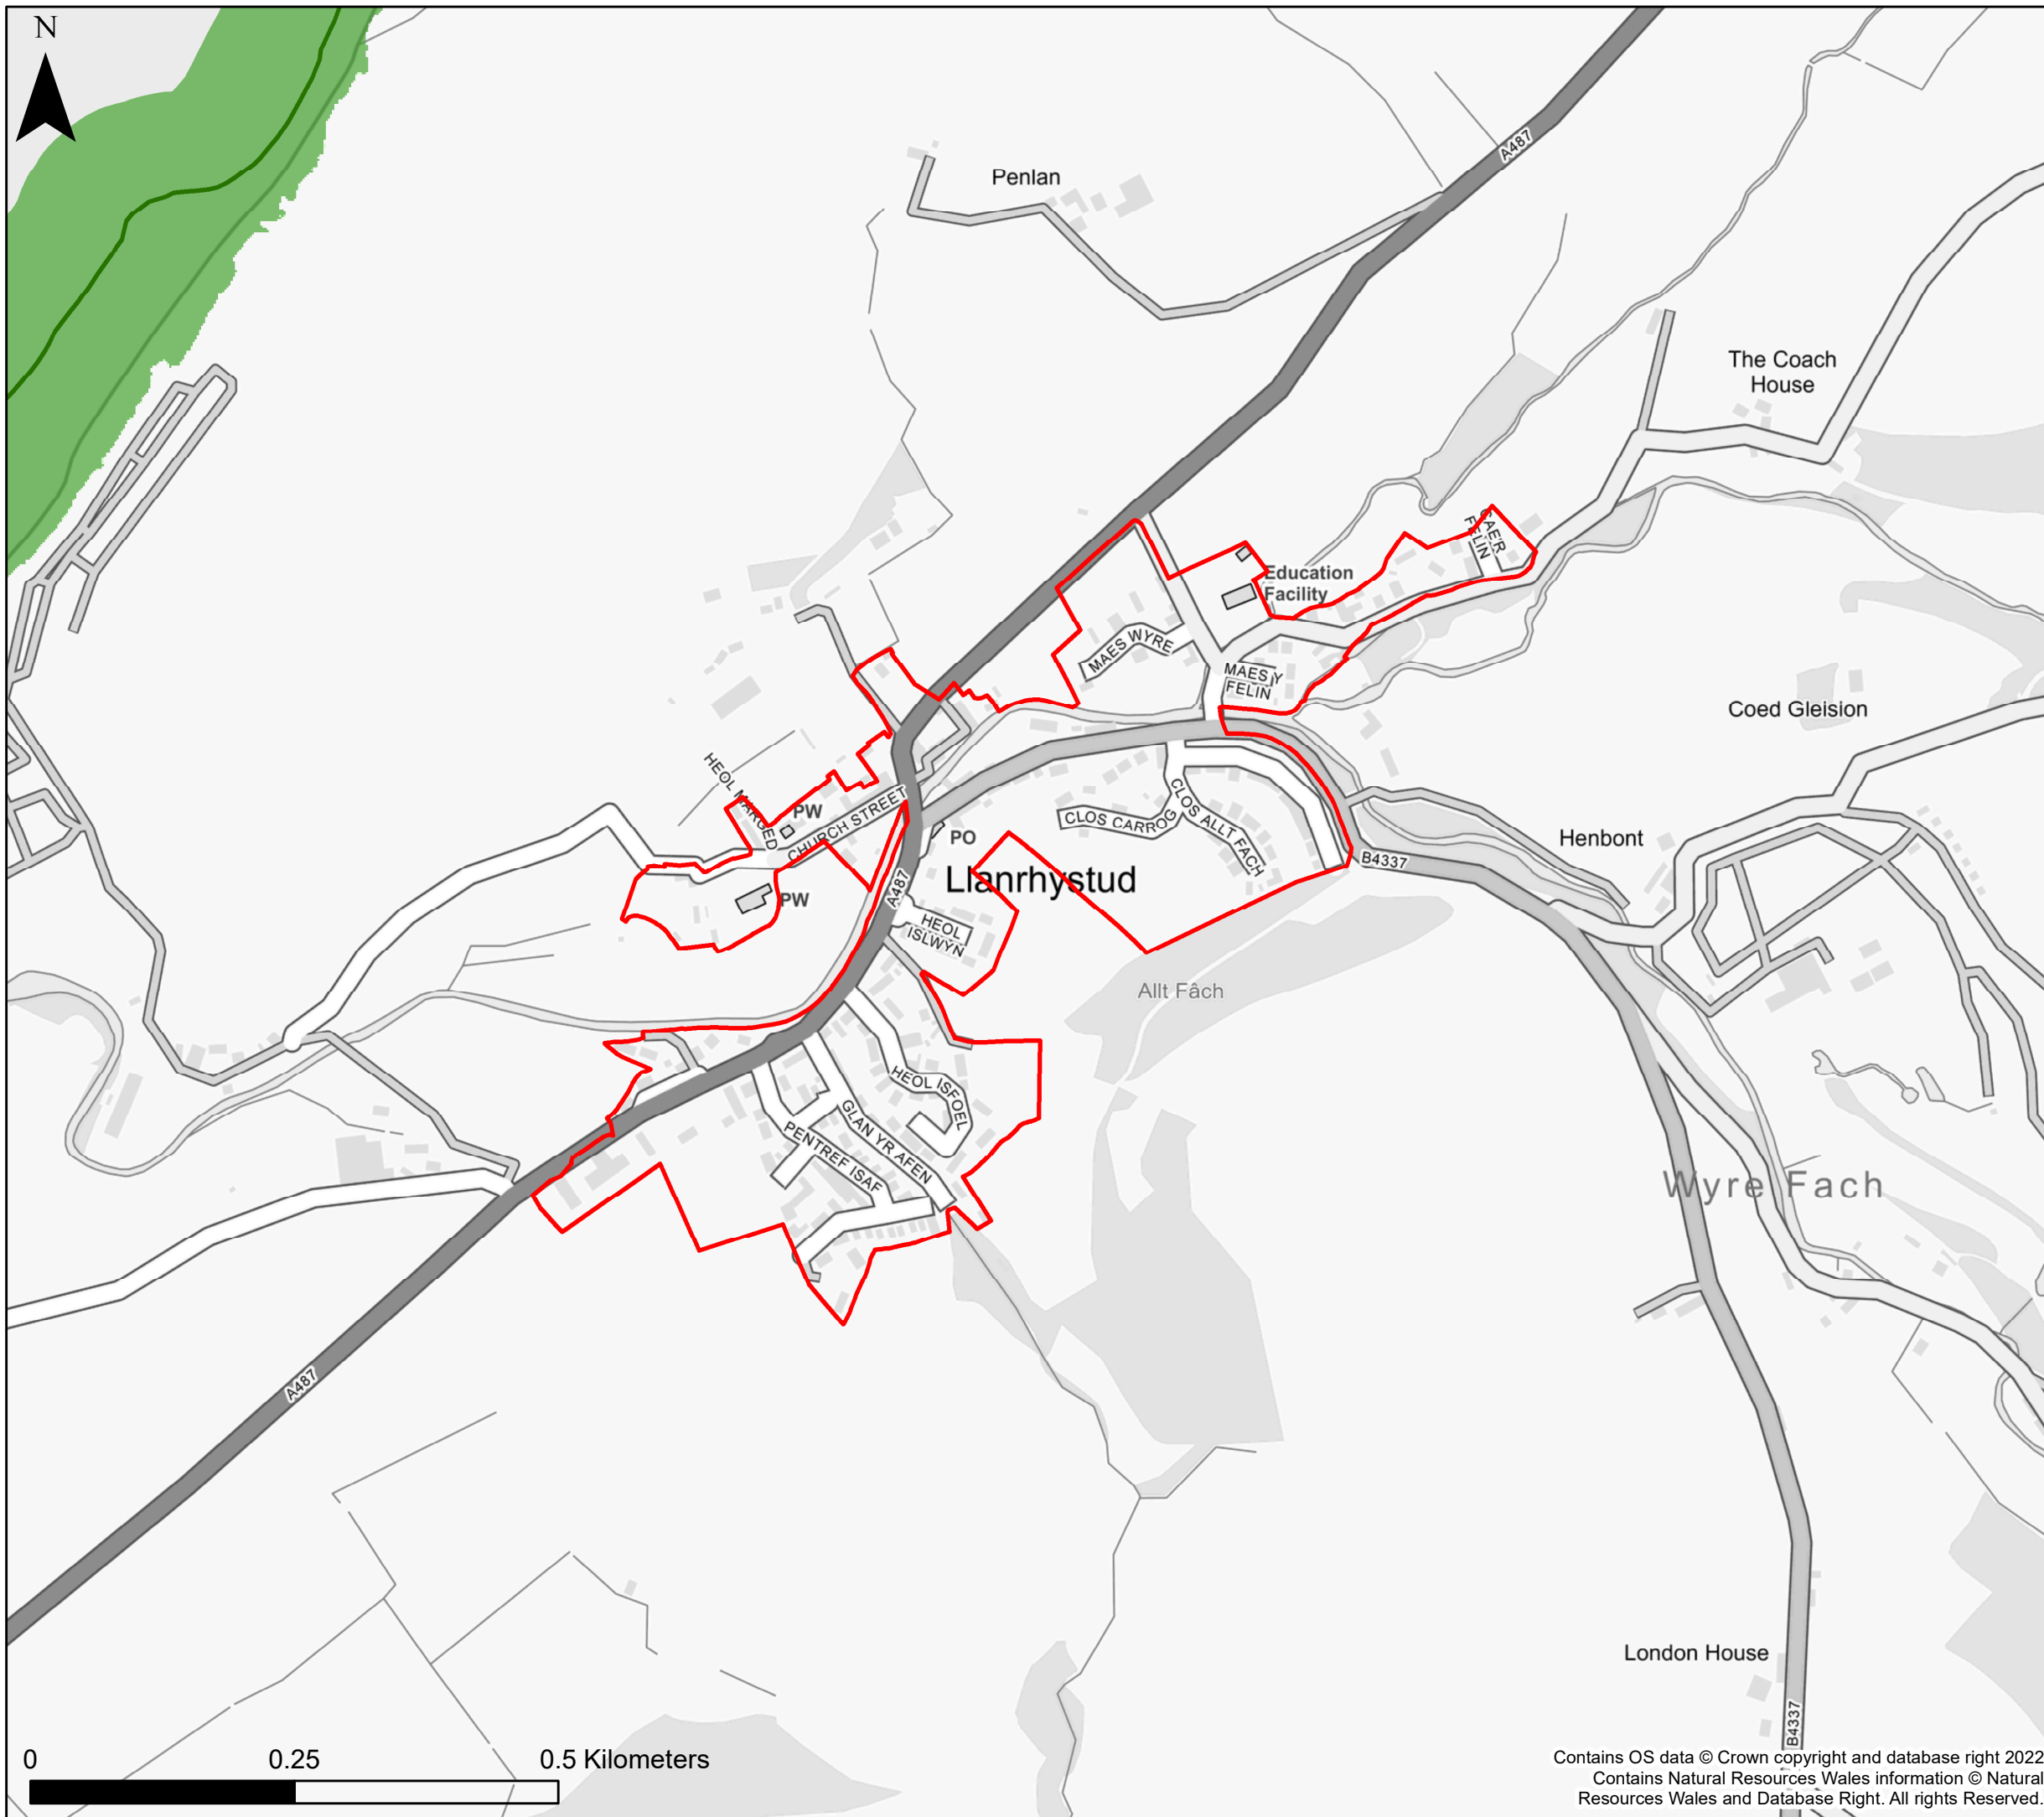 N
A487
Penlan
The Coach
House
CAE'R
FELIN
Education
Facility
MAES WYRE
MAES Y
FELIN
Coed Gleision
HEOL MARGED
PW
CHURCH STREET
CLOS CARROG
CLOS ALLT FACH
PO
Henbont
B4337
Llanrhystud
PW
A487
HEOL
ISLWYN
Allt Fâch
HEOL ISFOEL
GLAN YR AFEN
PENTREF ISAF
Wyre Fach
A487
London House
B4337
0
0.25
0.5 Kilometers
Contains OS data © Crown copyright and database right 2022
Contains Natural Resources Wales information © Natural
Resources Wales and Database Right. All rights Reserved.